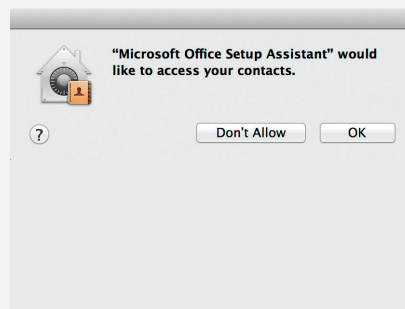 “Microsoft Office Setup Assistant” would
like to access your contacts.
?
Don't Allow
OK